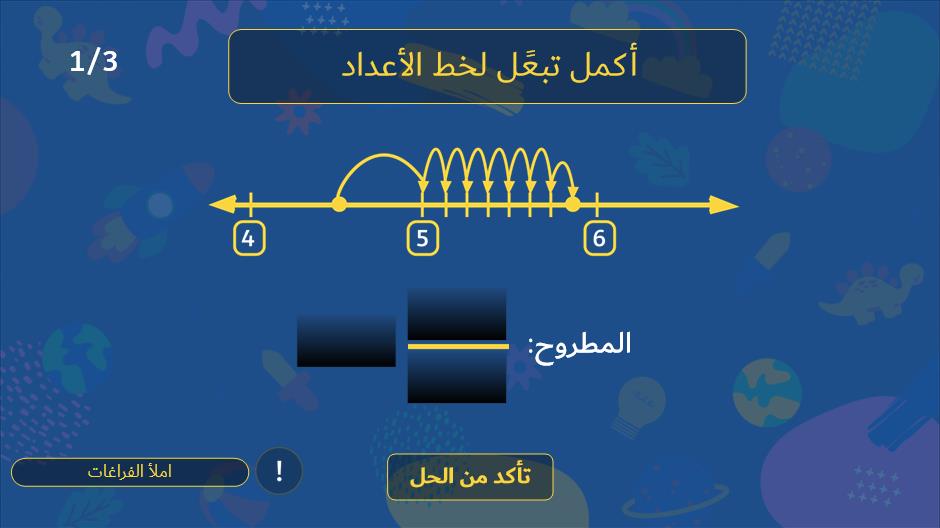 1/3
أكمل تبعًل لخط الأعداد
4 5 6
المطروح:
املأ الفراغات
!
تأكد من الحل